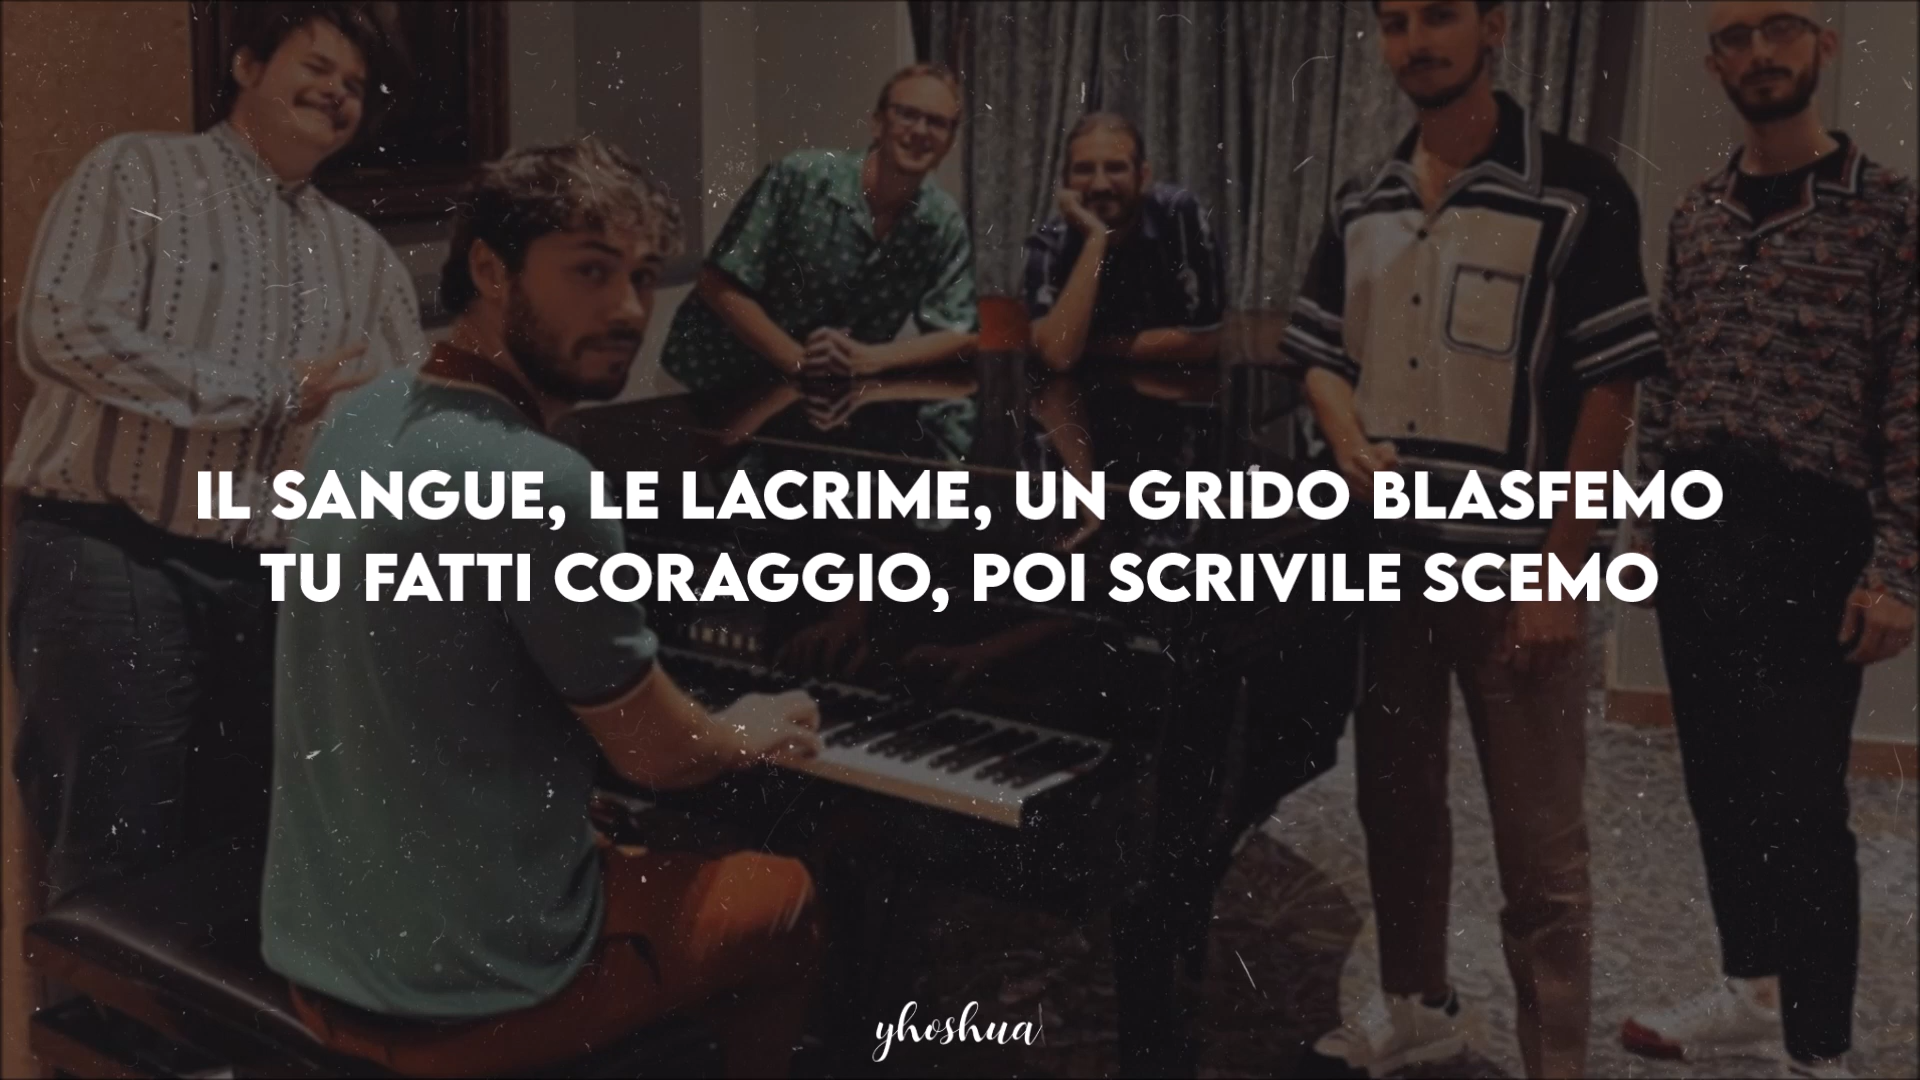 IL SANGUE, LE LACRIME, UN GRIDO BLASFEMO
TU FATTI CORAGGIO, POI SCRIVILE SCEMO
yhoshua